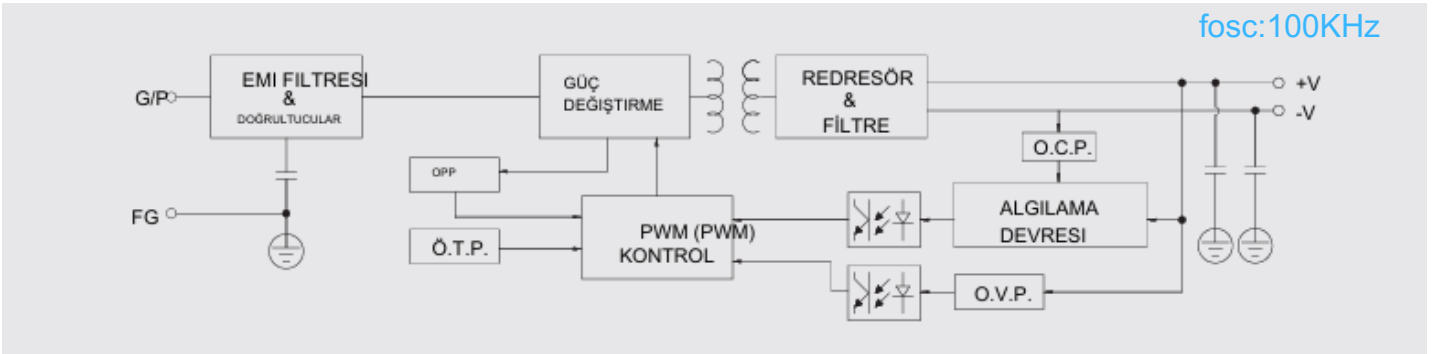 fosc:100KHz
G/P
EMI FILTRESI
&
DOĞRULTUCULAR
GÜÇ
DEĞIŞTIRME
REDRESÖR
&
FİLTRE
+V
-V
O.C.P.
OPP
FG
PWM (PWM)
KONTROL
ALGILAMA
DEVRESI
Ö.T.P.
O.V.P.